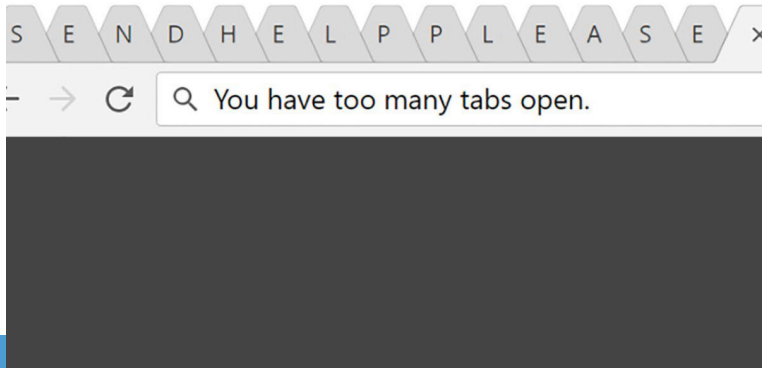 S E N D H E L P P L E A S E
You have too many tabs open.